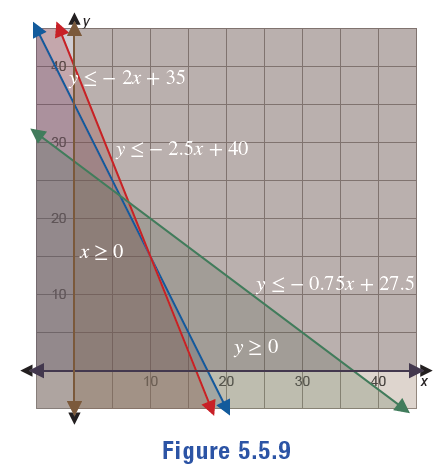 y
40
y ≤ − 2x + 35
30
y ≤ − 2.5x + 40
20
x ≥ 0
10
y ≤ − 0.75x + 27.5
y ≥ 0
10 20 30 40 x
Figure 5.5.9